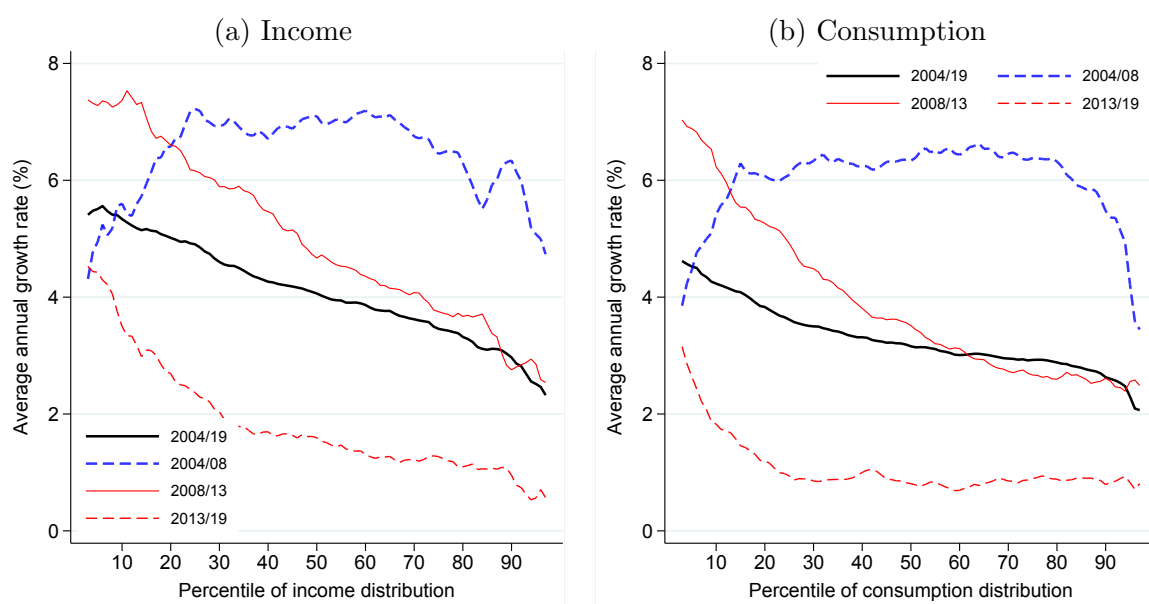 (a) Income
Average annual growth rate (%)
8
6
4
2
0
2004/19
2004/08
2008/13
2013/19
10 20 30 40 50 60 70 80 90
Percentile of income distribution
(b) Consumption
Average annual growth rate (%)
8
6
4
2
0
2004/19 2004/08
2008/13 2013/19
10 20 30 40 50 60 70 80 90
Percentile of consumption distribution